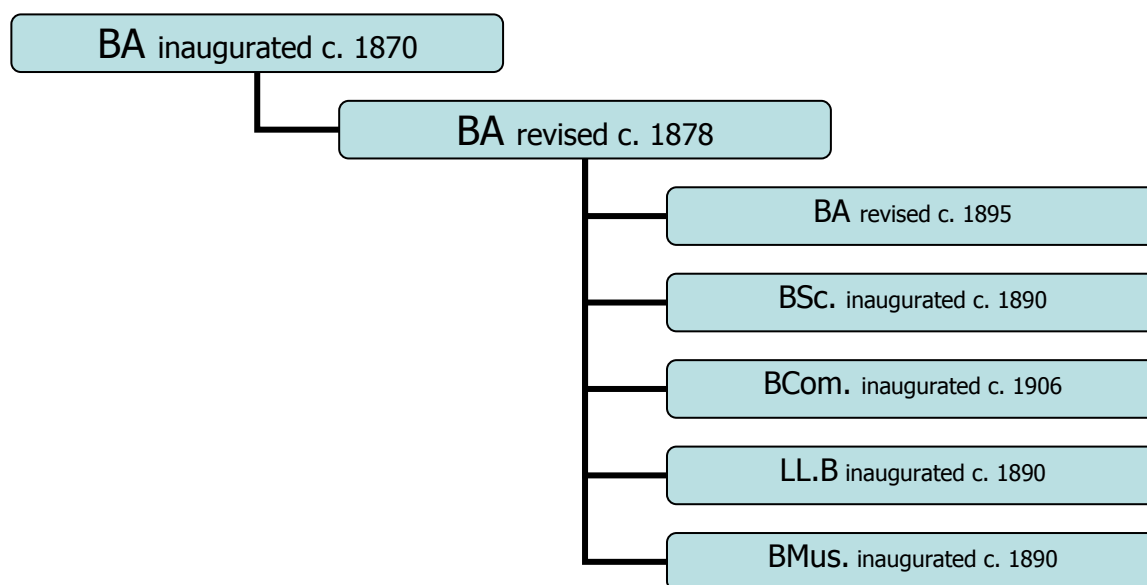 BA inaugurated c. 1870
BA revised c. 1878
BA revised c. 1895
BSc. inaugurated c. 1890
BCom. inaugurated c. 1906
LL.B inaugurated c. 1890
BMus. inaugurated c. 1890